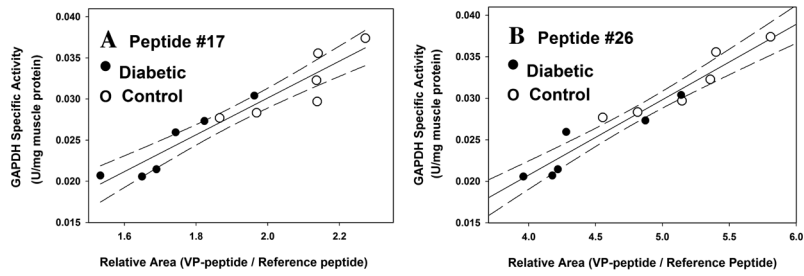 A Peptide #17
Diabetic
Control
GAPDH Specific Activity
(U/mg muscle protein)
0.040
0.035
0.030
0.025
0.020
0.015
1.6 1.8 2.0 2.2
Relative Area (VP-peptide / Reference peptide)
B Peptide #26
Diabetic
Control
GAPDH Specific Activity
(U/mg muscle protein)
0.040
0.035
0.030
0.025
0.020
0.015
4.0 4.5 5.0 5.5 6.0
Relative Area (VP-peptide / Reference Peptide)